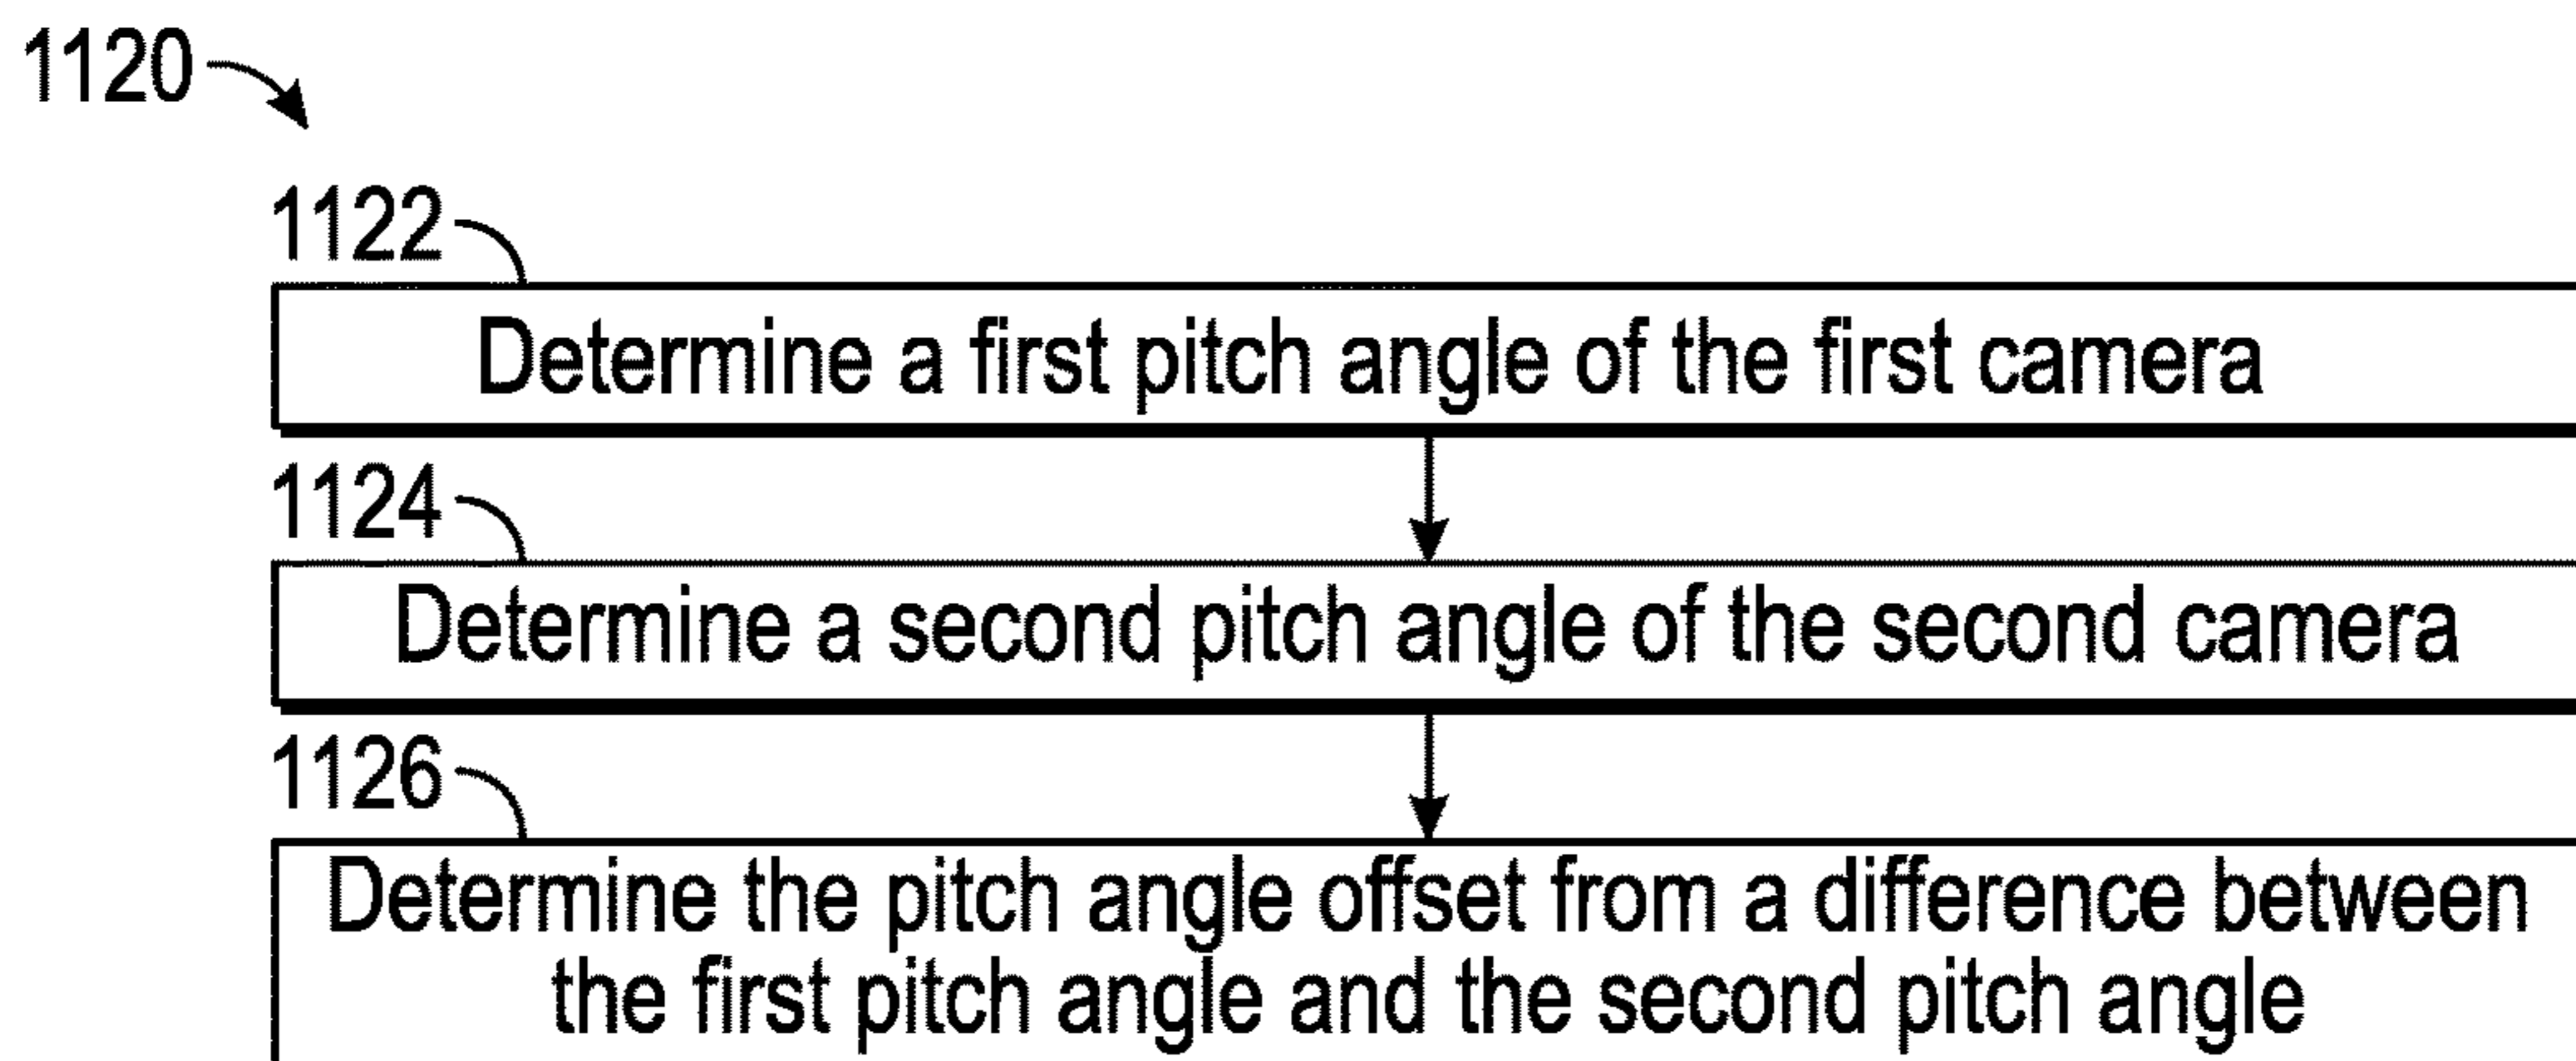 1120
1122
Determine a first pitch angle of the first camera
1124
Determine a second pitch angle of the second camera
1126
Determine the pitch angle offset from a difference between
the first pitch angle and the second pitch angle